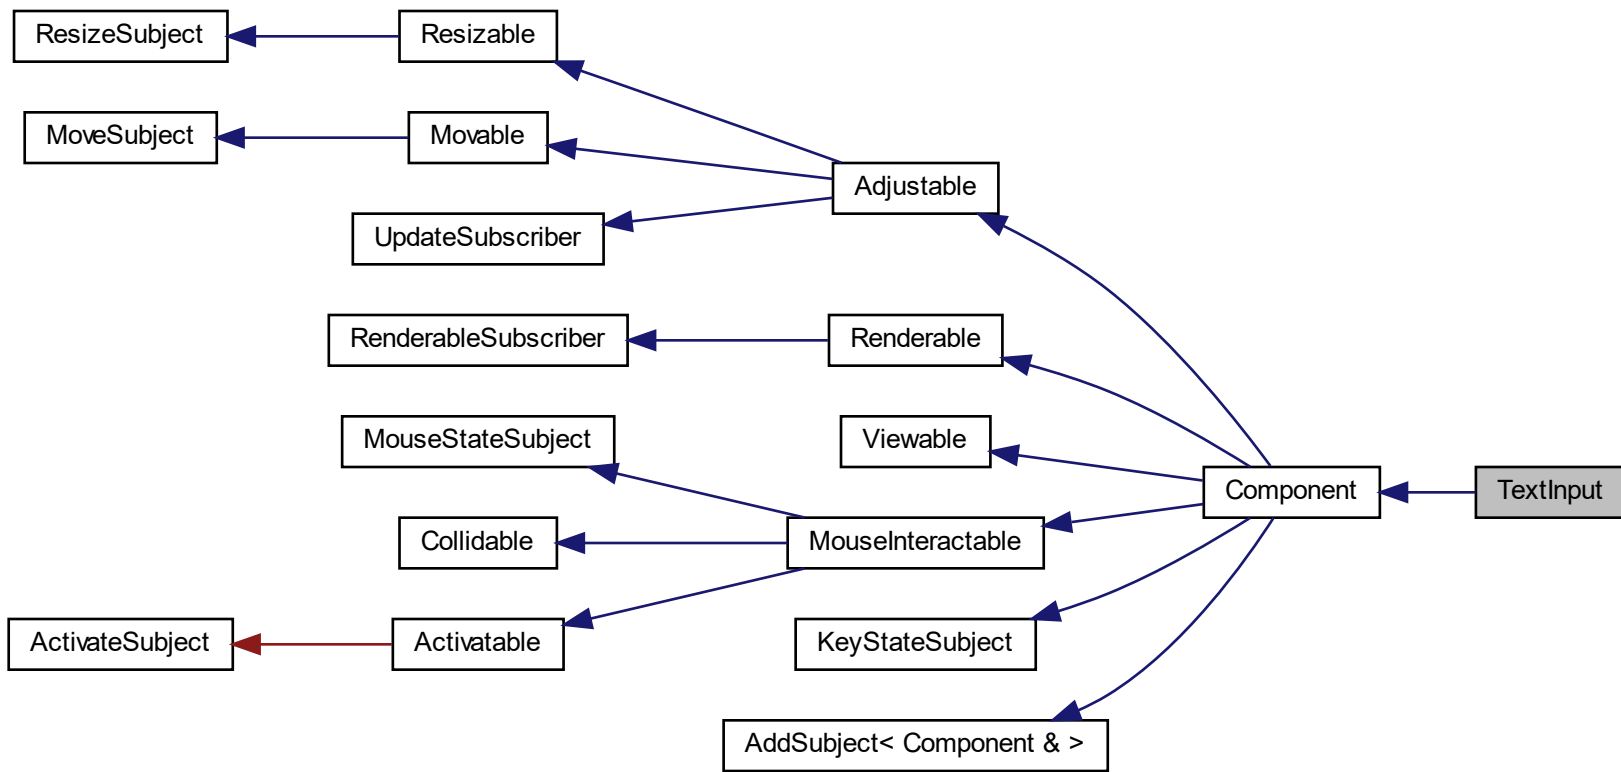 ResizeSubject
Resizable
MoveSubject
Movable
Adjustable
UpdateSubscriber
RenderableSubscriber
Renderable
MouseStateSubject
Viewable
Component
TextInput
Collidable
MouseInteractable
ActivateSubject
Activatable
KeyStateSubject
AddSubject< Component & >